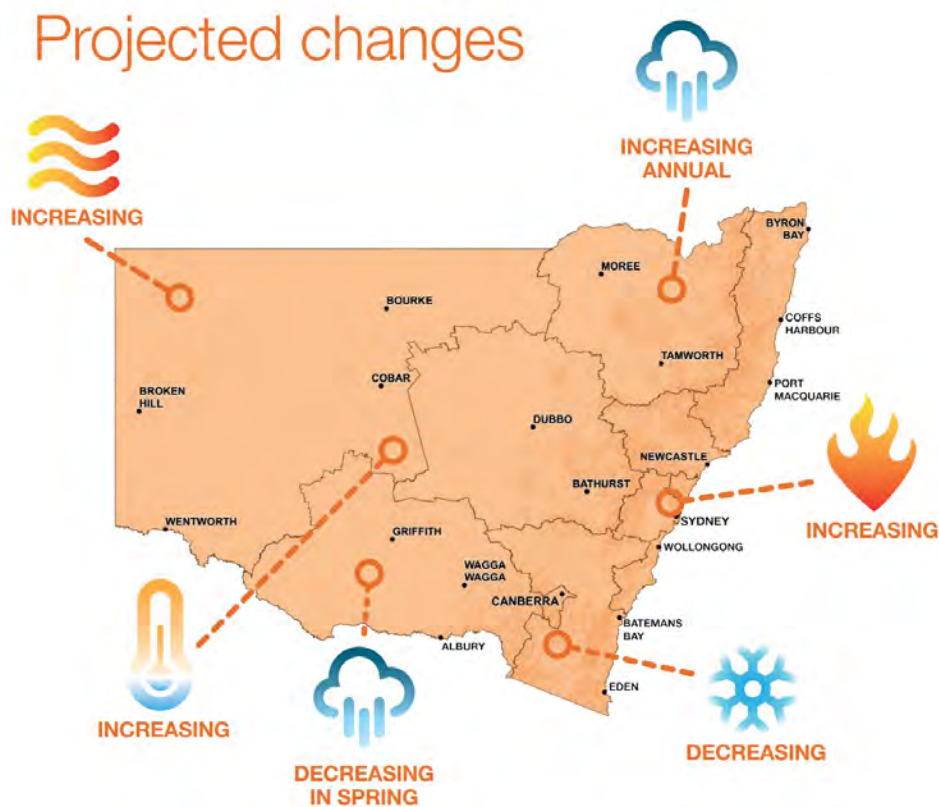 Projected changes
INCREASING
ANNUAL
INCREASING
BYRON
BAY
MOREE
BOURKE
COFFS
HARBOUR
TAMWORTH
COBAR
PORT
MACQUARIE
BROKEN
HILL
DUBBO
NEWCASTLE
BATHURST
WENTWORTH
SYDNEY
INCREASING
GRIFFITH
WOLLONGONG
WAGGA
WAGGA
CANBERRA
BATEMANS
BAY
ALBURY
EDEN
INCREASING
DECREASING
DECREASING
IN SPRING